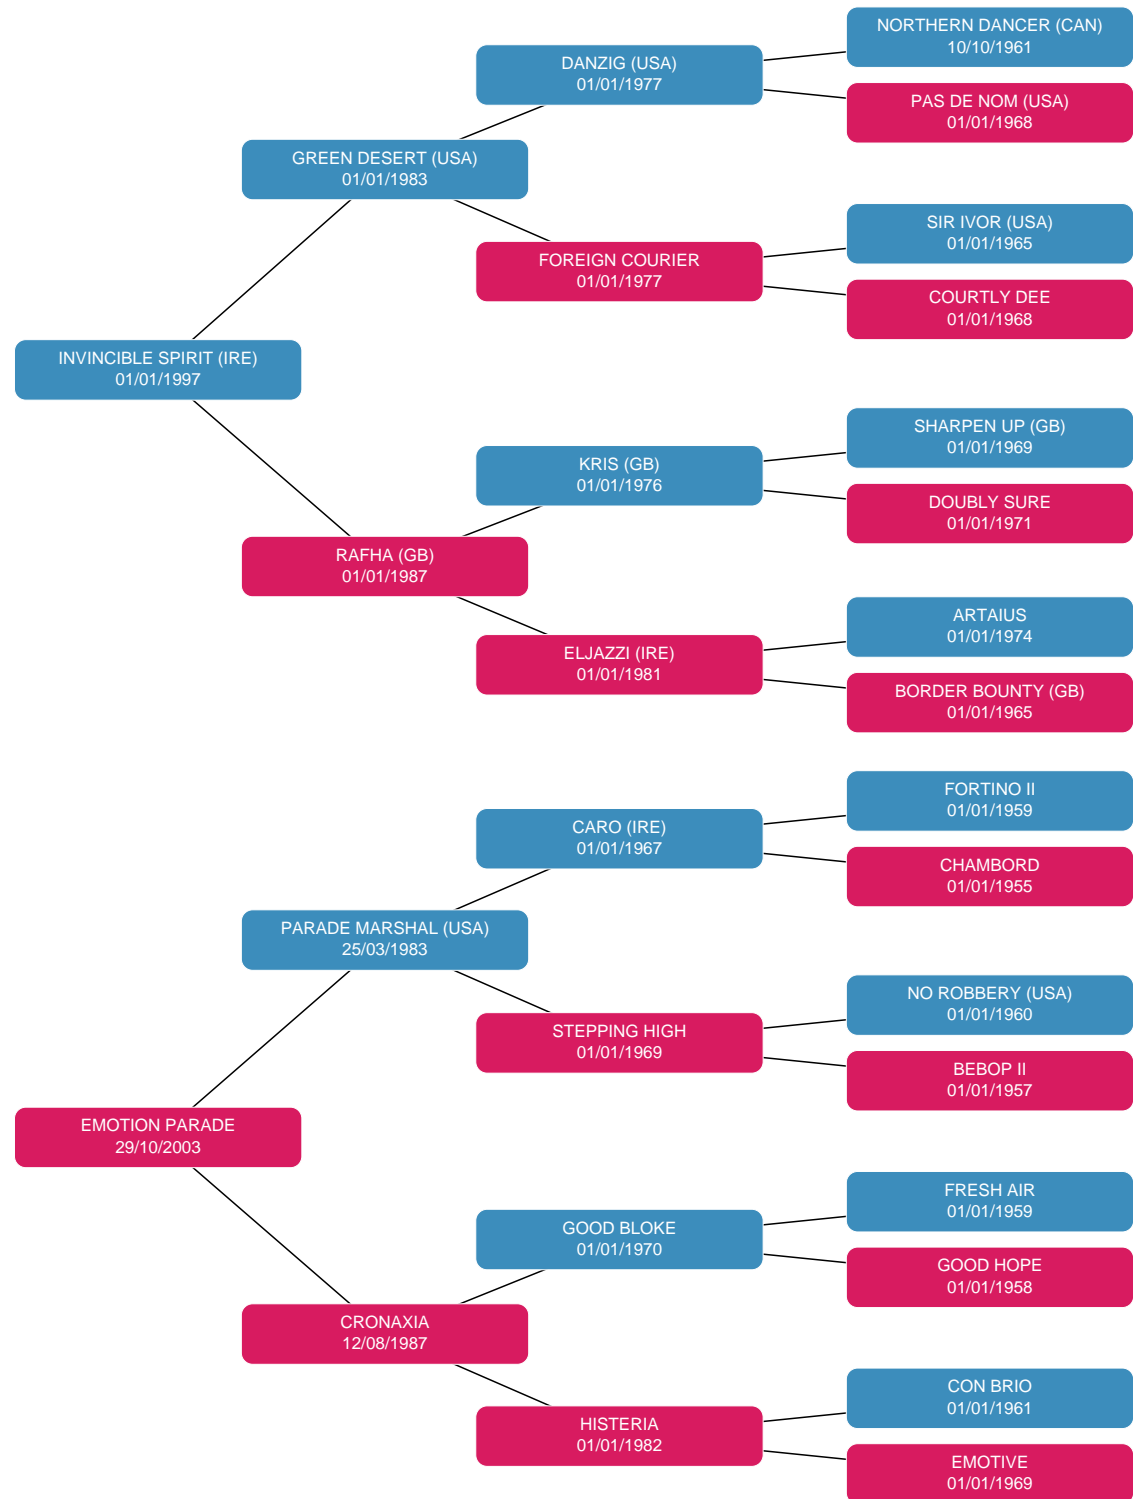 NORTHERN DANCER (CAN)
10/10/1961
DANZIG (USA)
01/01/1977
PAS DE NOM (USA)
01/01/1968
GREEN DESERT (USA)
01/01/1983
SIR IVOR (USA)
01/01/1965
FOREIGN COURIER
01/01/1977
COURTLY DEE
01/01/1968
INVINCIBLE SPIRIT (IRE)
01/01/1997
SHARPEN UP (GB)
01/01/1969
KRIS (GB)
01/01/1976
DOUBLY SURE
01/01/1971
RAFHA (GB)
01/01/1987
ARTAIUS
01/01/1974
ELJAZZI (IRE)
01/01/1981
BORDER BOUNTY (GB)
01/01/1965
FORTINO II
01/01/1959
CARO (IRE)
01/01/1967
CHAMBORD
01/01/1955
PARADE MARSHAL (USA)
25/03/1983
NO ROBBERY (USA)
01/01/1960
STEPPING HIGH
01/01/1969
BEBOP II
01/01/1957
EMOTION PARADE
29/10/2003
FRESH AIR
01/01/1959
GOOD BLOKE
01/01/1970
GOOD HOPE
01/01/1958
CRONAXIA
12/08/1987
CON BRIO
01/01/1961
HISTERIA
01/01/1982
EMOTIVE
01/01/1969